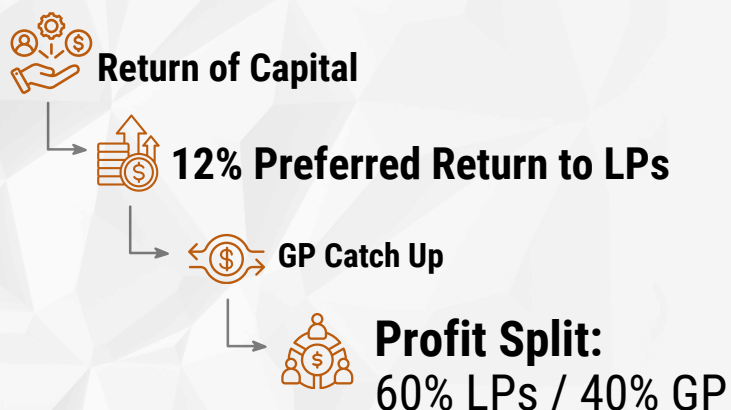 Return of Capital
12% Preferred Return to LPs
GP Catch Up
Profit Split:
60% LPs / 40% GP